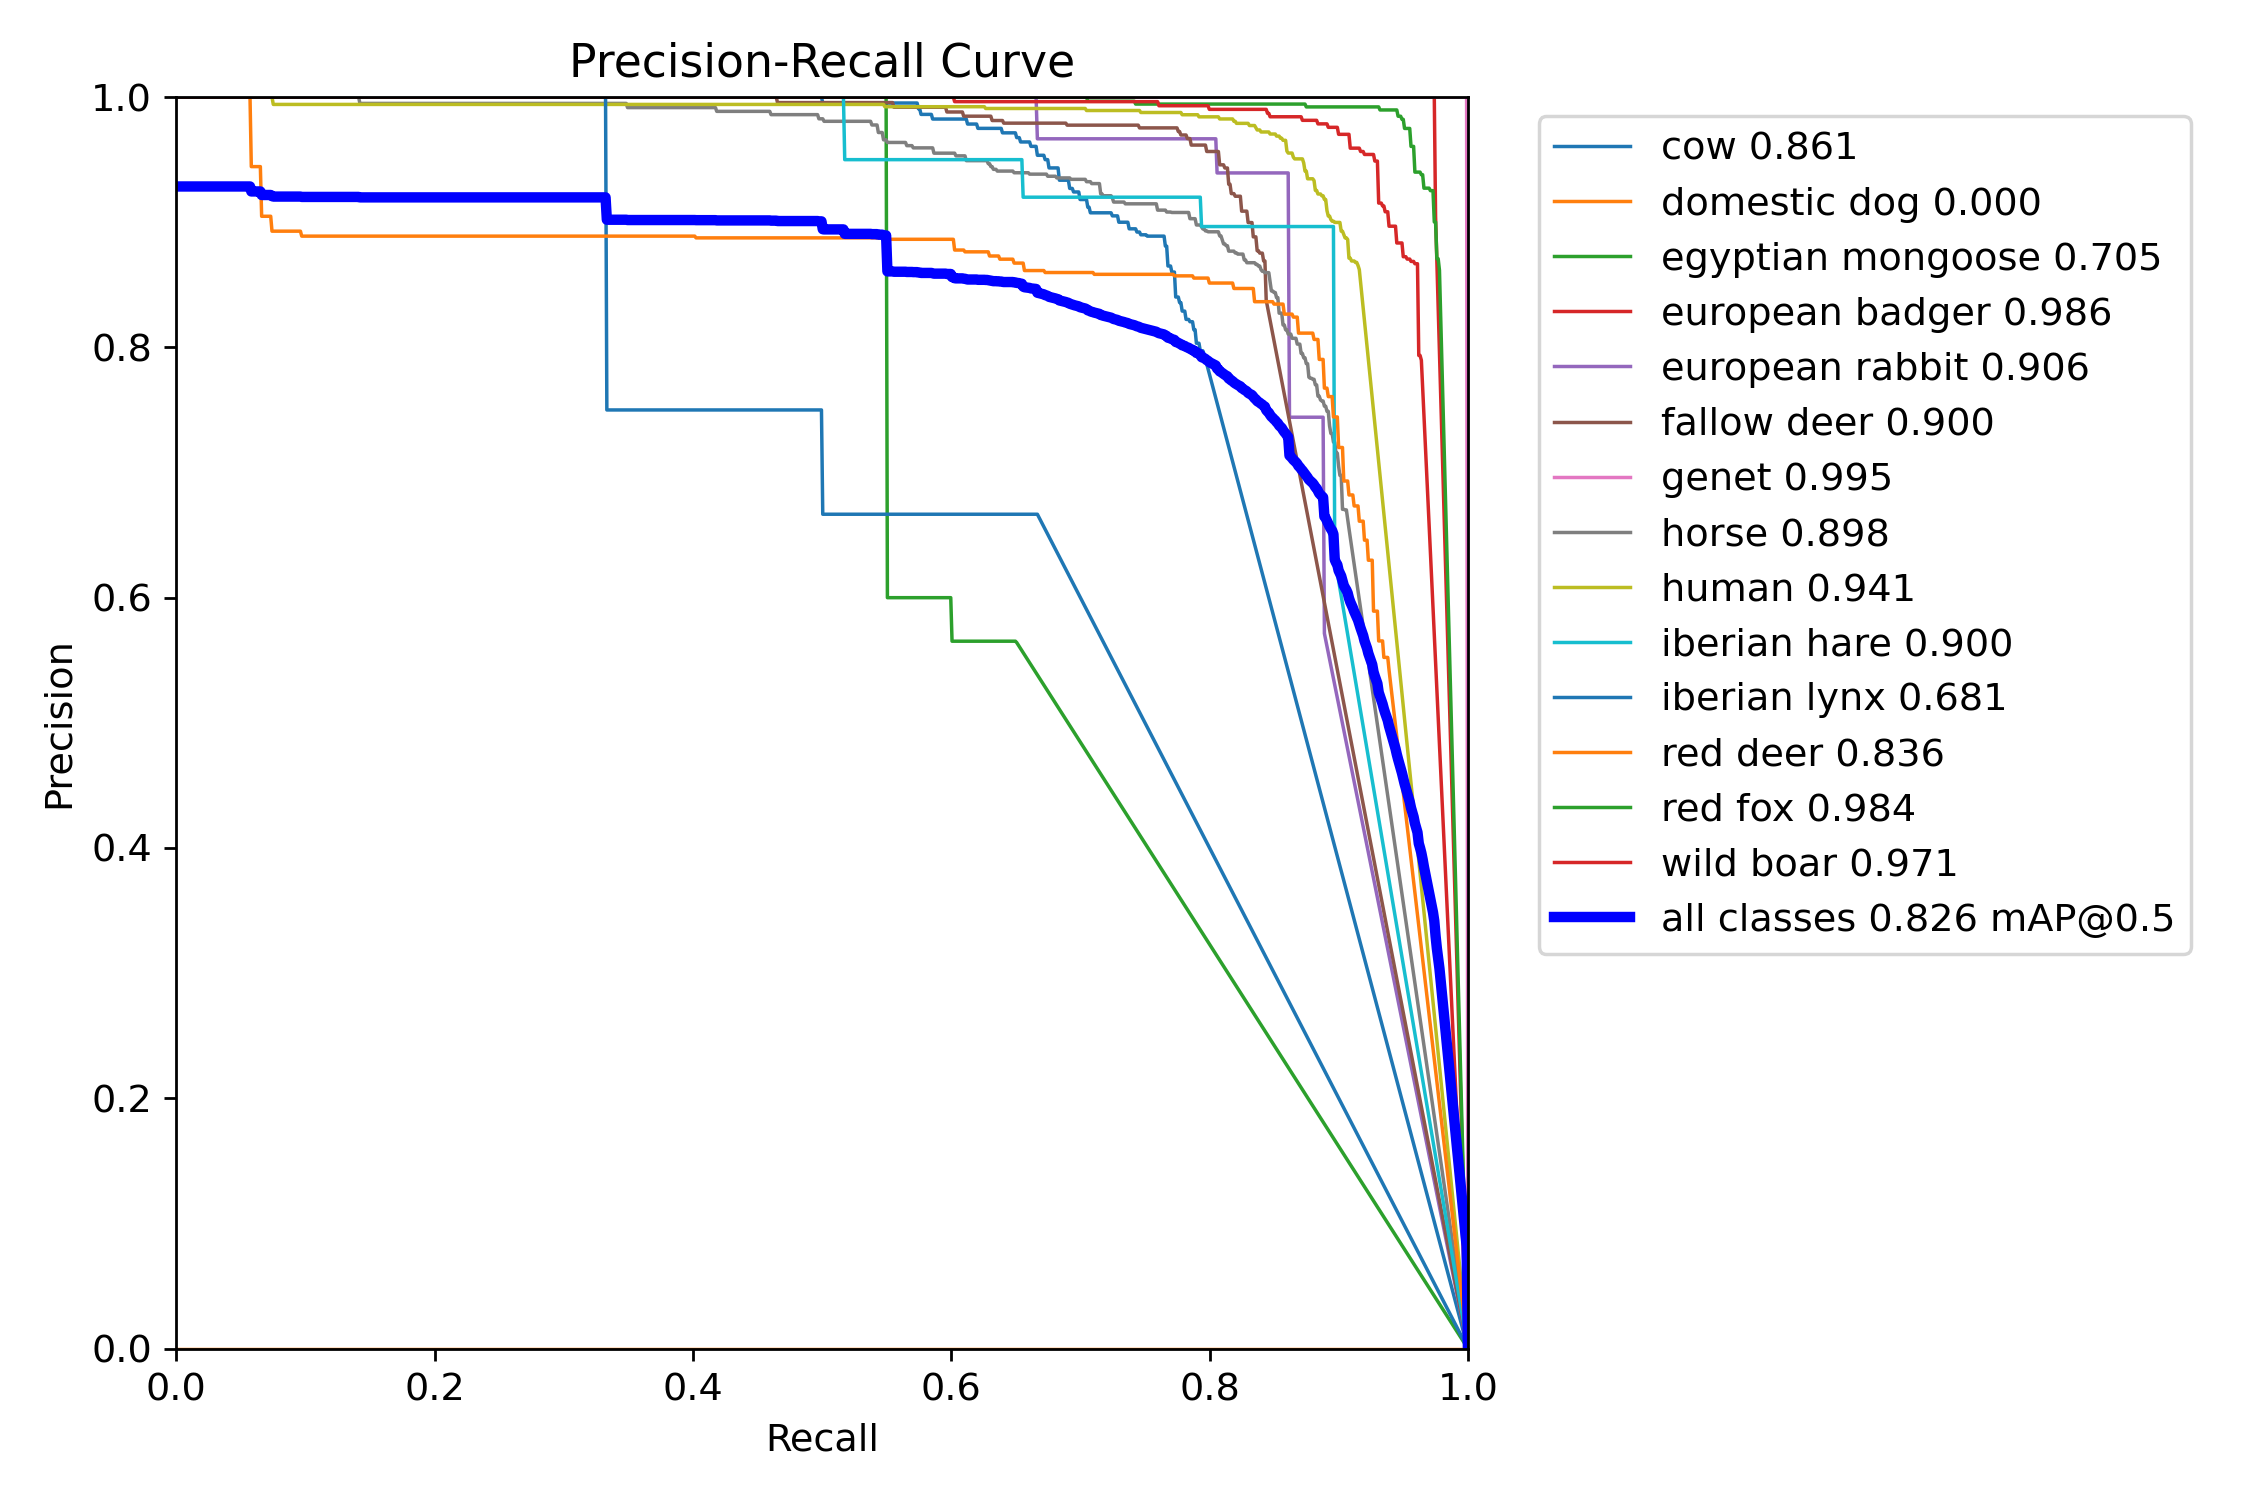 Precision-Recall Curve
1.0
0.8
0.6
0.4
0.2
0.0
Precision
0.0 0.2 0.4 0.6 0.8 1.0
Recall
cow 0.861
domestic dog 0.000
egyptian mongoose 0.705
european badger 0.986
european rabbit 0.906
fallow deer 0.900
genet 0.995
horse 0.898
human 0.941
iberian hare 0.900
iberian lynx 0.681
red deer 0.836
red fox 0.984
wild boar 0.971
all classes 0.826 mAP@0.5